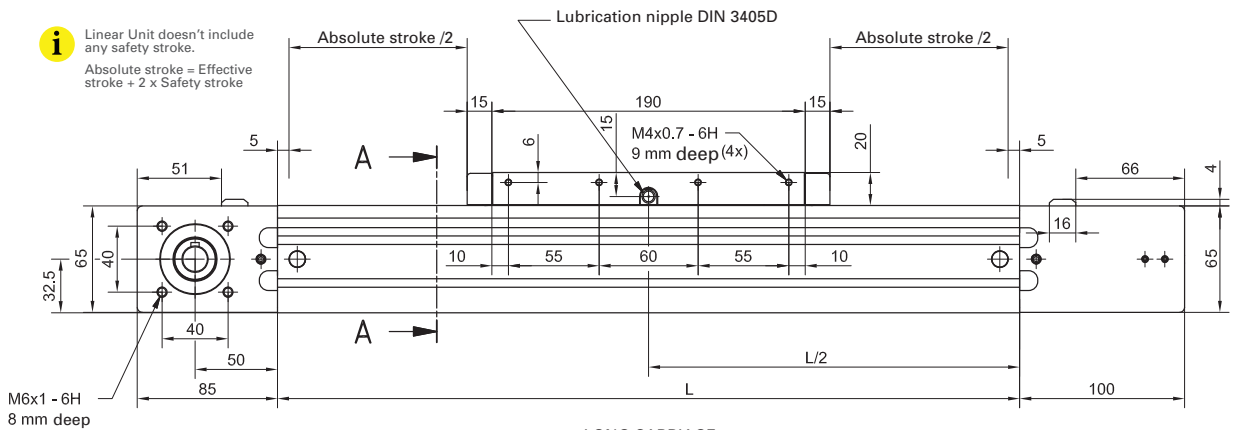 Lubrication nipple DIN 3405D
i
Linear Unit doesn't include
any safety stroke.
Absolute stroke = Effective
stroke + 2 x Safety stroke
Absolute stroke /2
Absolute stroke /2
15
190
15
15
6
M4x0.7 - 6H
9 mm deep (4x)
20
5
A
5
4
51
66
16
65
32.5
40
10
55
60
55
10
65
40
A
50
L/2
M6x1 - 6H
8 mm deep
85
L
100